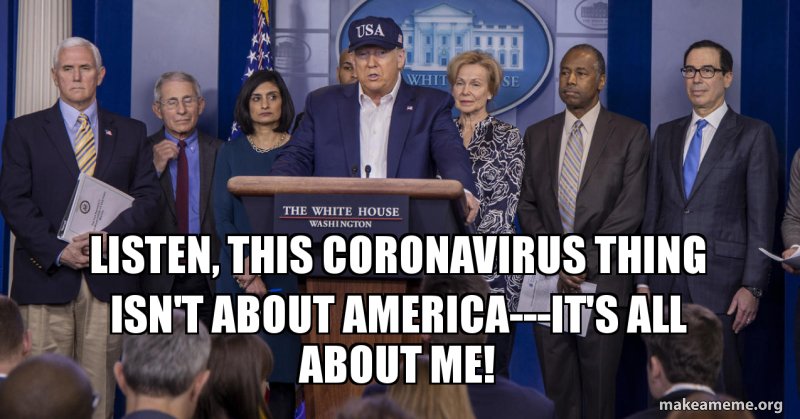 USA
WHITE HOUSE
THE WHITE HOUSE
WASHINGTON
LISTEN, THIS CORONAVIRUS THING
ISN'T ABOUT AMERICA---IT'S ALL
ABOUT ME!
makeameme.org